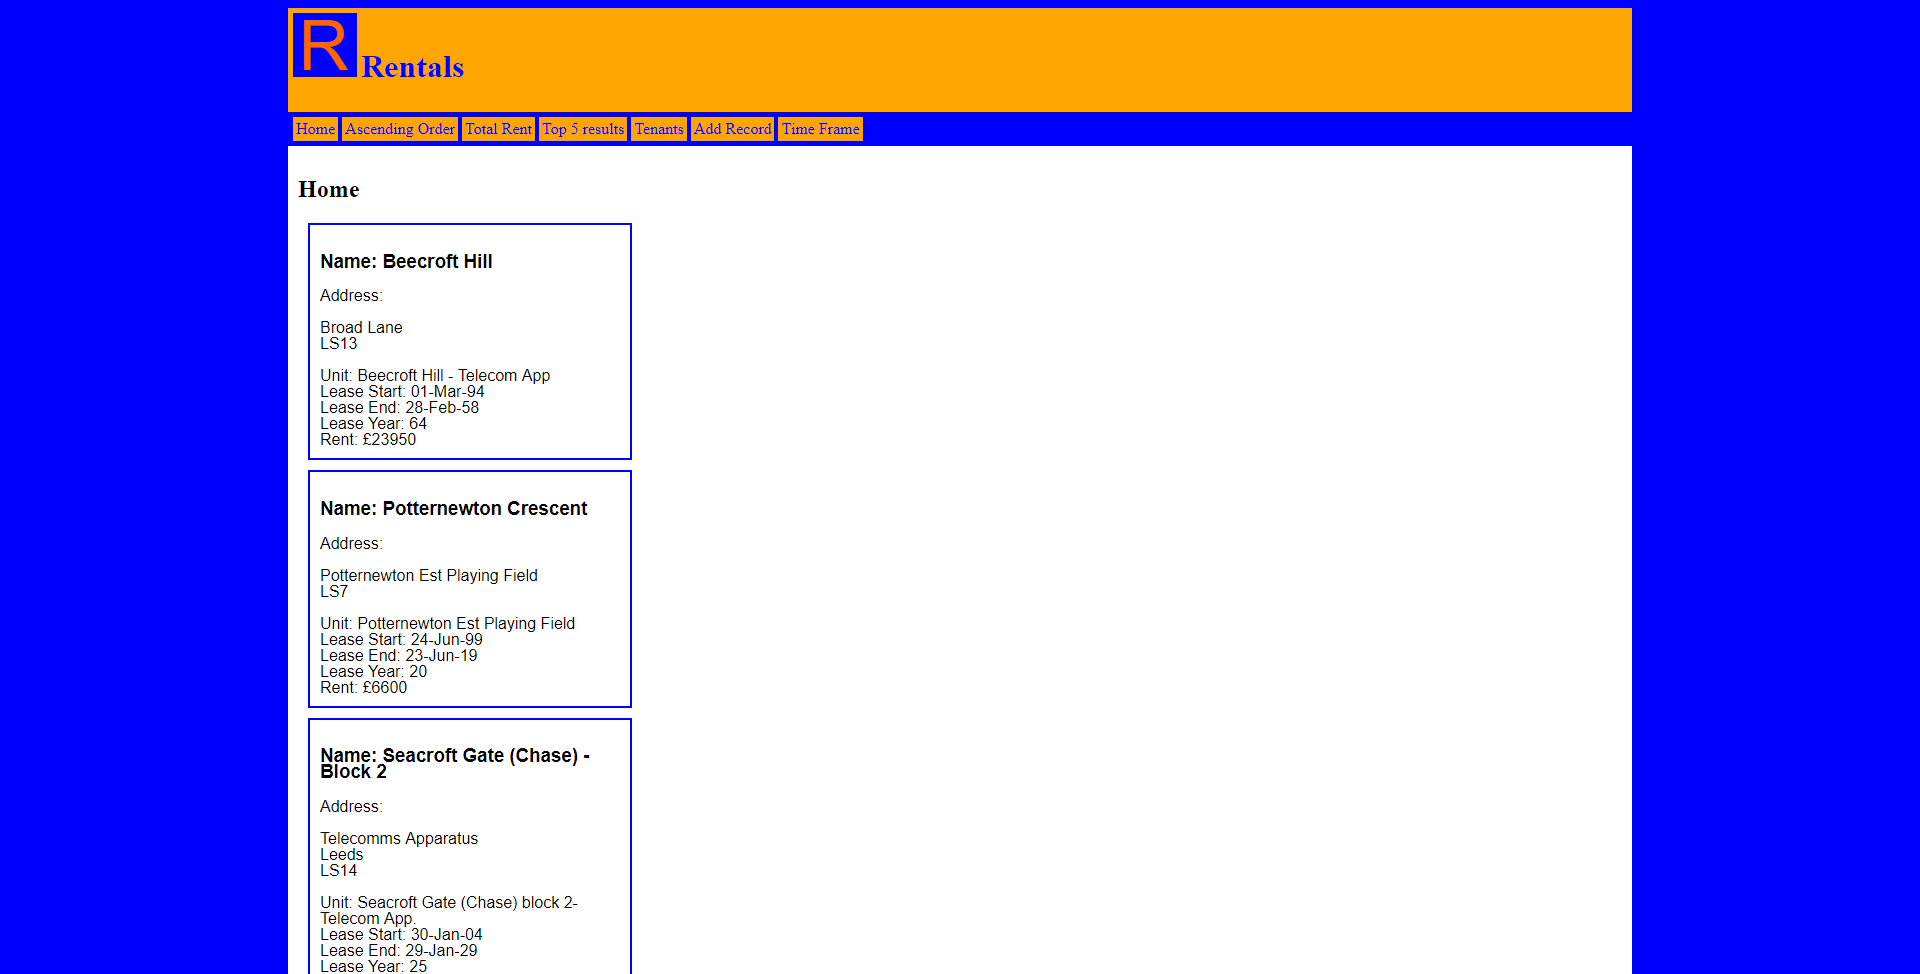 R Rentals
Home Ascending Order Total Rent Top 5 results Tenants Add Record Time Frame
Home
Name: Beecroft Hill
Address:
Broad Lane
LS13
Unit: Beecroft Hill - Telecom App
Lease Start: 01-Mar-94
Lease End: 28-Feb-58
Lease Year: 64
Rent: £23950
Name: Potternewton Crescent
Address:
Potternewton Est Playing Field
LS7
Unit: Potternewton Est Playing Field
Lease Start: 24-Jun-99
Lease End: 23-Jun-19
Lease Year: 20
Rent: £6600
Name: Seacroft Gate (Chase) -
Block 2
Address:
Telecomms Apparatus
Leeds
LS14
Unit: Seacroft Gate (Chase) block 2-
Telecom App.
Lease Start: 30-Jan-04
Lease End: 29-Jan-29
Lease Year: 25